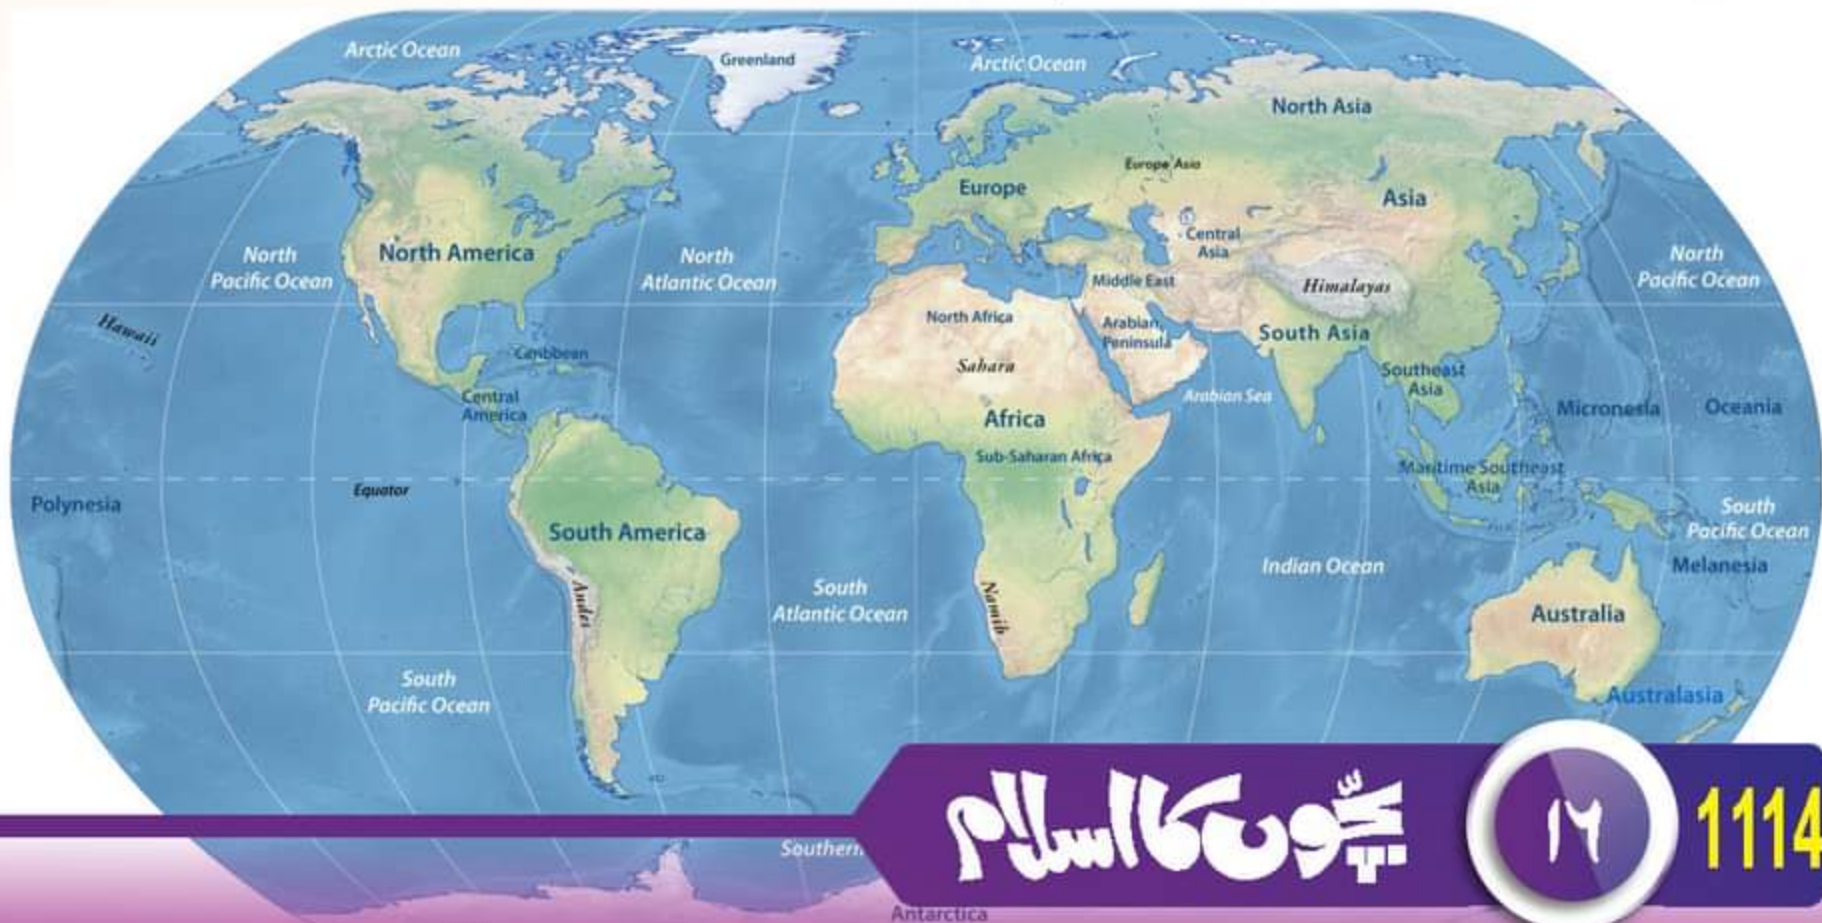 Arctic Ocean
Greenland
Arctic Ocean
North Asia
Europe Asia
Europe
Asia
North
Pacific Ocean
North America
North
Atlantic Ocean
Central
Asia
North
Pacific Ocean
Middle East
Himalayas
Hawaii
North Africa
Arabian
Peninsula
South Asia
Caribbean
Sahara
Southeast
Asia
Central
America
Arabian Sea
Micronesia
Oceania
Africa
Sub-Saharan Africa
Maritime Southeast
Asia
Polynesia
Equator
South
Pacific Ocean
South America
Indian Ocean
Melanesia
South
Atlantic Ocean
Andes
Namib
Australia
South
Pacific Ocean
Australasia
بچّوں کا اسلام
۱۶
1114
Southern
Antarctica